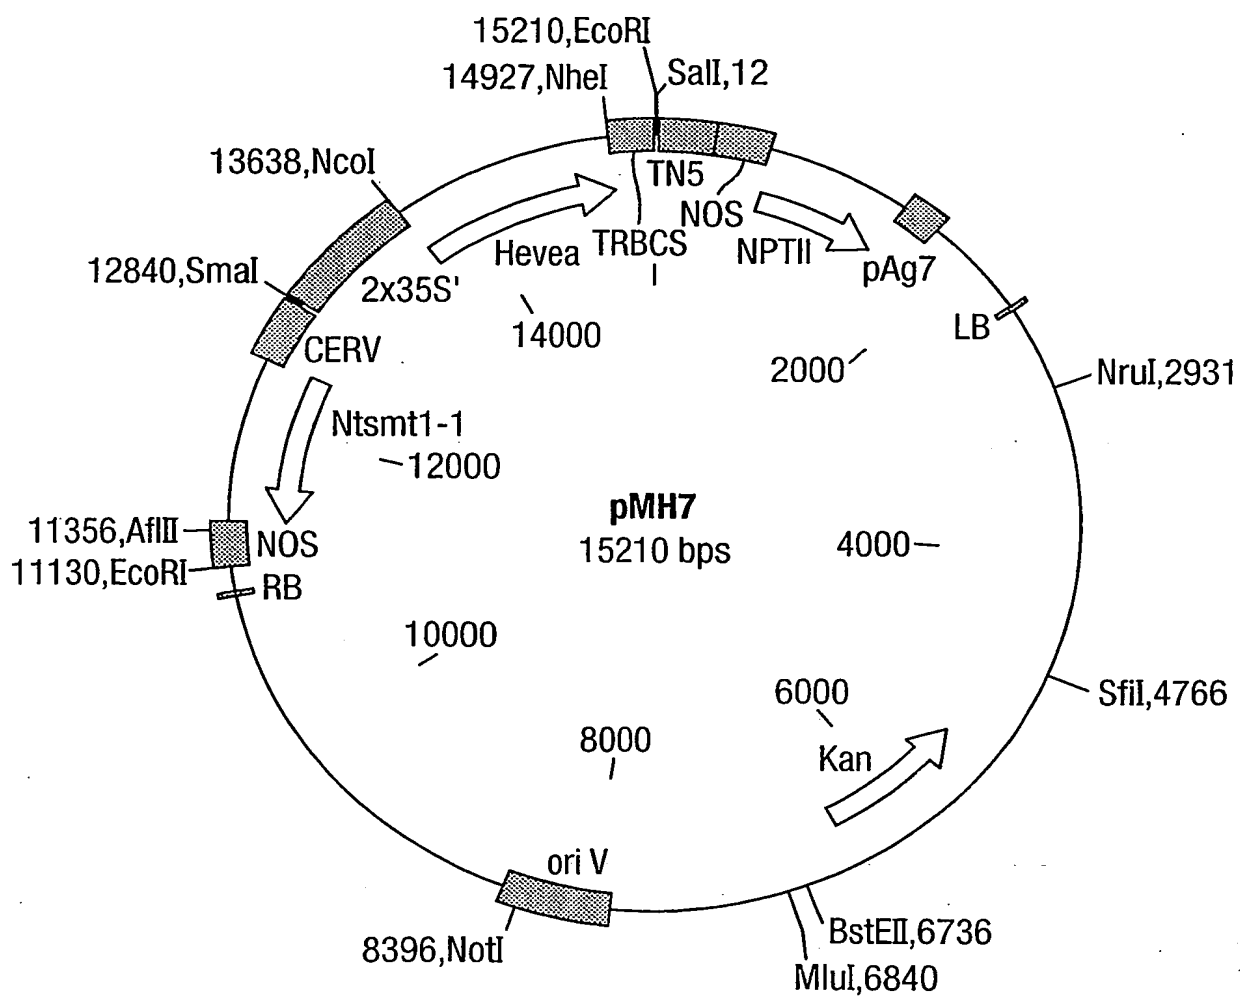 15210,EcoRI
14927,NheI
SalI,12
13638,NcoI
TN5
NOS
Hevea
TRBCS
NPTII
pAg7
12840,SmaI
2x35S'
CERV
14000
LB
2000
NruI,2931
Ntsmt1-1
12000
pMH7
15210 bps
4000
11356,AflII
NOS
11130,EcoRI
RB
10000
6000
SfiI,4766
8000
Kan
ori V
8396,NotI
BstEII,6736
MluI,6840